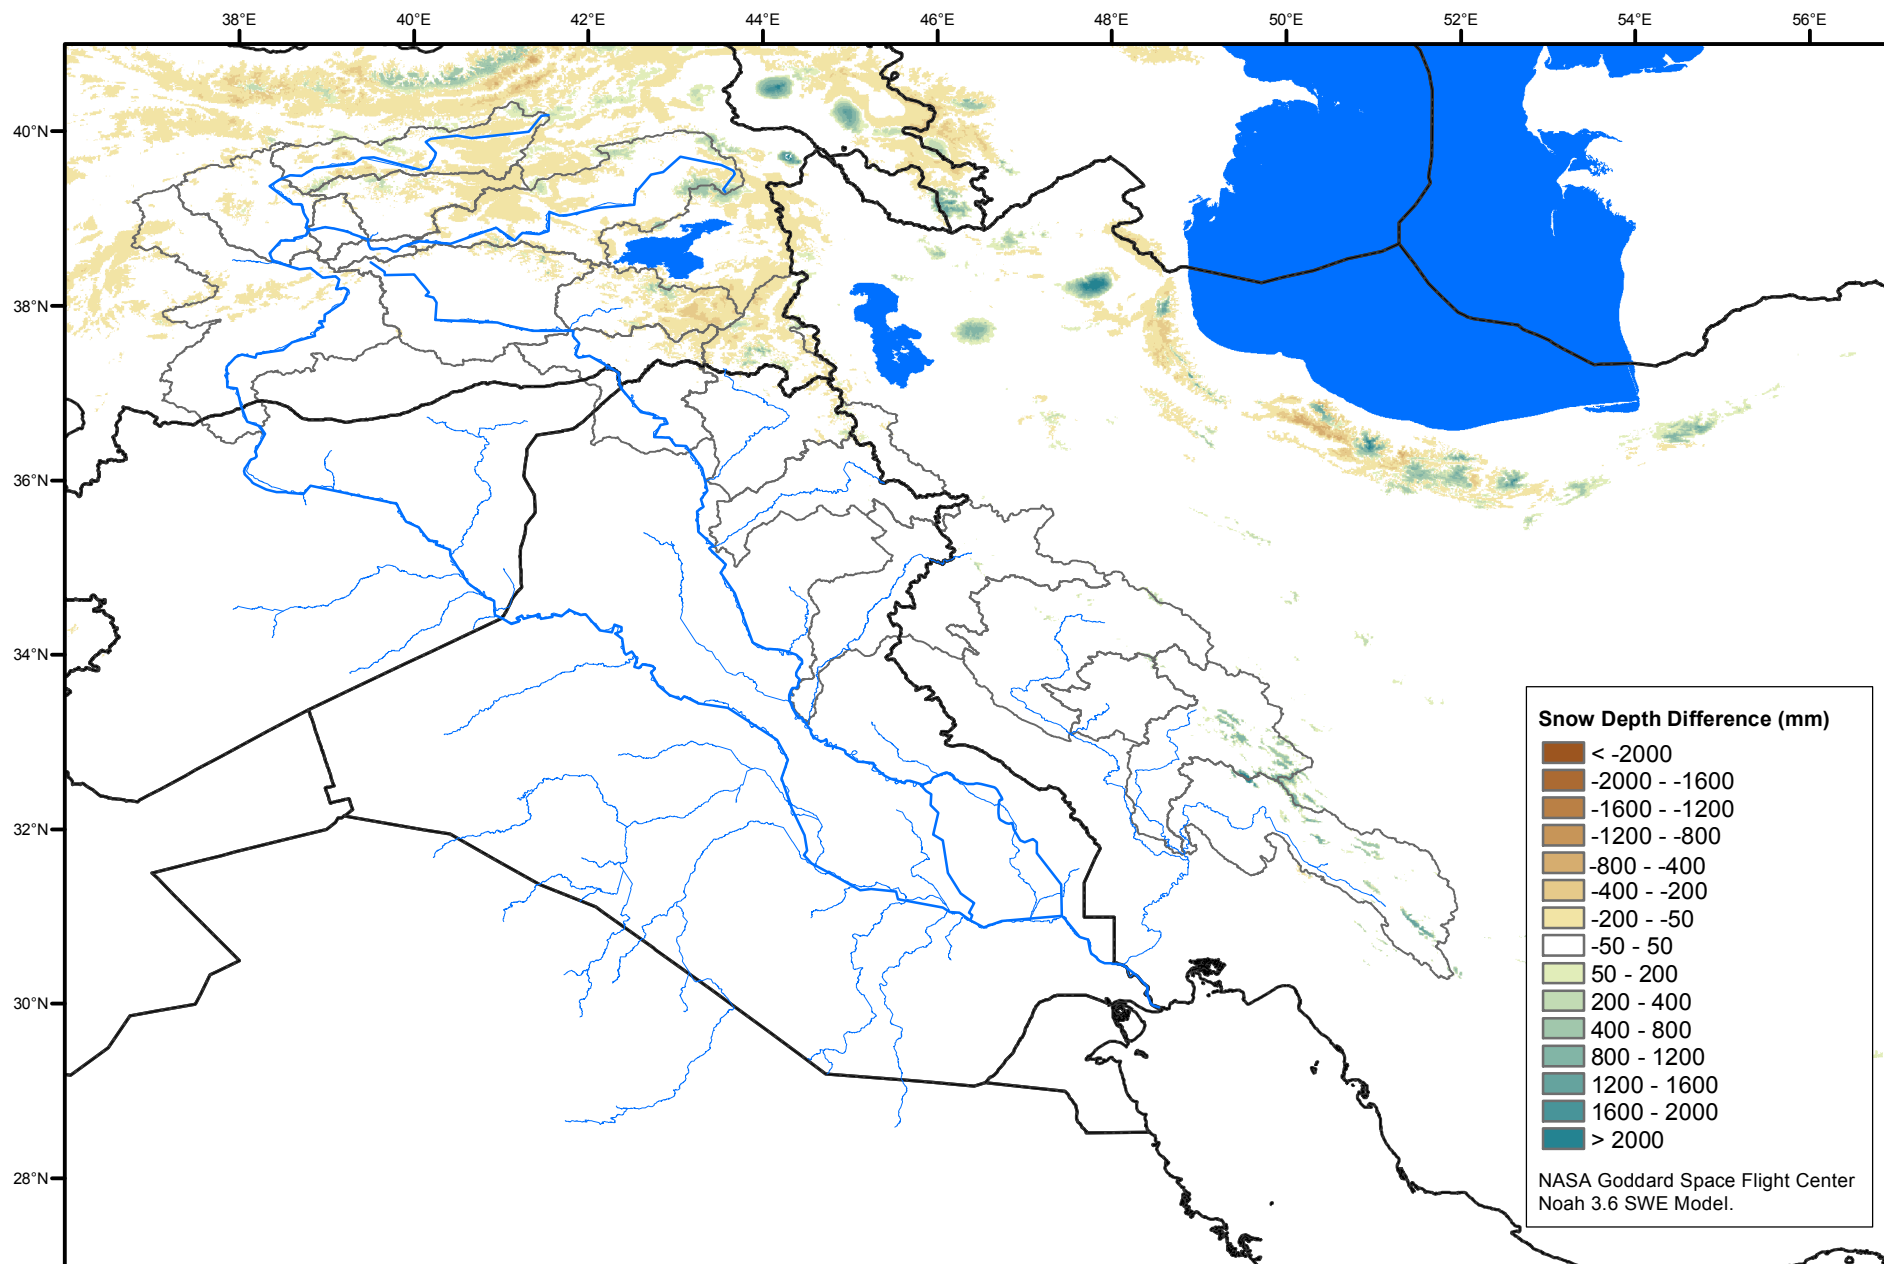 38°E 40°E 42°E 44°E 46°E 48°E 50°E 52°E 54°E 56°E
40°N
38°N
36°N
34°N
32°N
30°N
28°N
Snow Depth Difference (mm)
< -2000
-2000 - -1600
-1600 - -1200
-1200 - -800
-800 - -400
-400 - -200
-200 - -50
-50 - 50
50 - 200
200 - 400
400 - 800
800 - 1200
1200 - 1600
1600 - 2000
> 2000
NASA Goddard Space Flight Center
Noah 3.6 SWE Model.